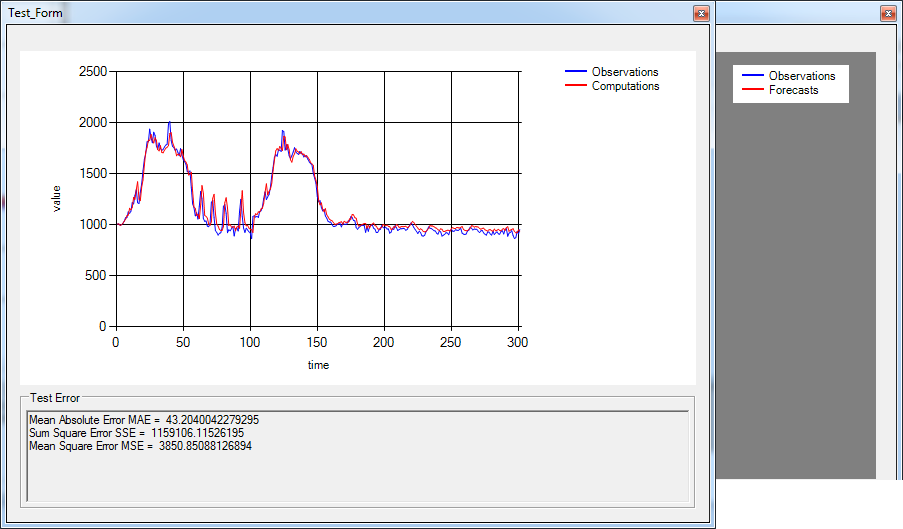 Test_Form
Observations
Computations
2500
2000
1500
1000
500
0
value
0 50 100 150 200 250 300
time
Test Error
Mean Absolute Error MAE = 43.2040042279295
Sum Square Error SSE = 1159106.11526195
Mean Square Error MSE = 3850.85088126894
Observations
Forecasts